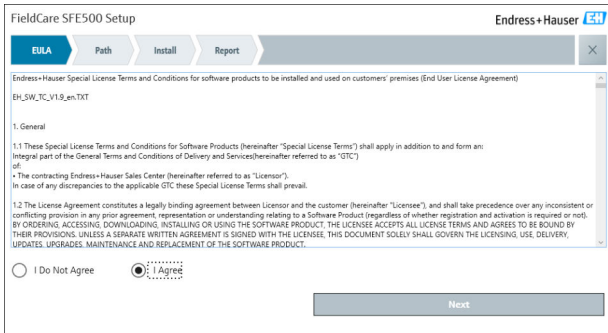 FieldCare SFE500 Setup
Endress+Hauser EH
EULA
Path
Install
Report
Endress+Hauser Special License Terms and Conditions for software products to be installed and used on customers' premises (End User License Agreement)
EH_SW_TC_V1.9_en.TXT
1. General
1.1 These Special License Terms and Conditions for Software Products (hereinafter "Special License Terms") shall apply in addition to and form an:
Integral part of the General Terms and Conditions of Delivery and Services(hereinafter referred to as "GTC")
of:
• The contracting Endress+Hauser Sales Center (hereinafter referred to as "Licensor").
In case of any discrepancies to the applicable GTC these Special License Terms shall prevail.
1.2 The License Agreement constitutes a legally binding agreement between Licensor and the customer (hereinafter "Licensee"), and shall take precedence over any inconsistent or
conflicting provision in any prior agreement, representation or understanding relating to a Software Product (regardless of whether registration and activation is required or not).
BY ORDERING, ACCESSING, DOWNLOADING, INSTALLING OR USING THE SOFTWARE PRODUCT, THE LICENSEE ACCEPTS ALL LICENSE TERMS AND AGREES TO BE BOUND BY
THEIR PROVISIONS. UNLESS A SEPARATE WRITTEN AGREEMENT IS SIGNED WITH THE LICENSEE, THIS DOCUMENT SOLELY SHALL GOVERN THE LICENSING, USE, DELIVERY,
UPDATES, UPGRADES, MAINTENANCE AND REPLACEMENT OF THE SOFTWARE PRODUCT.
I Do Not Agree
I Agree
Next